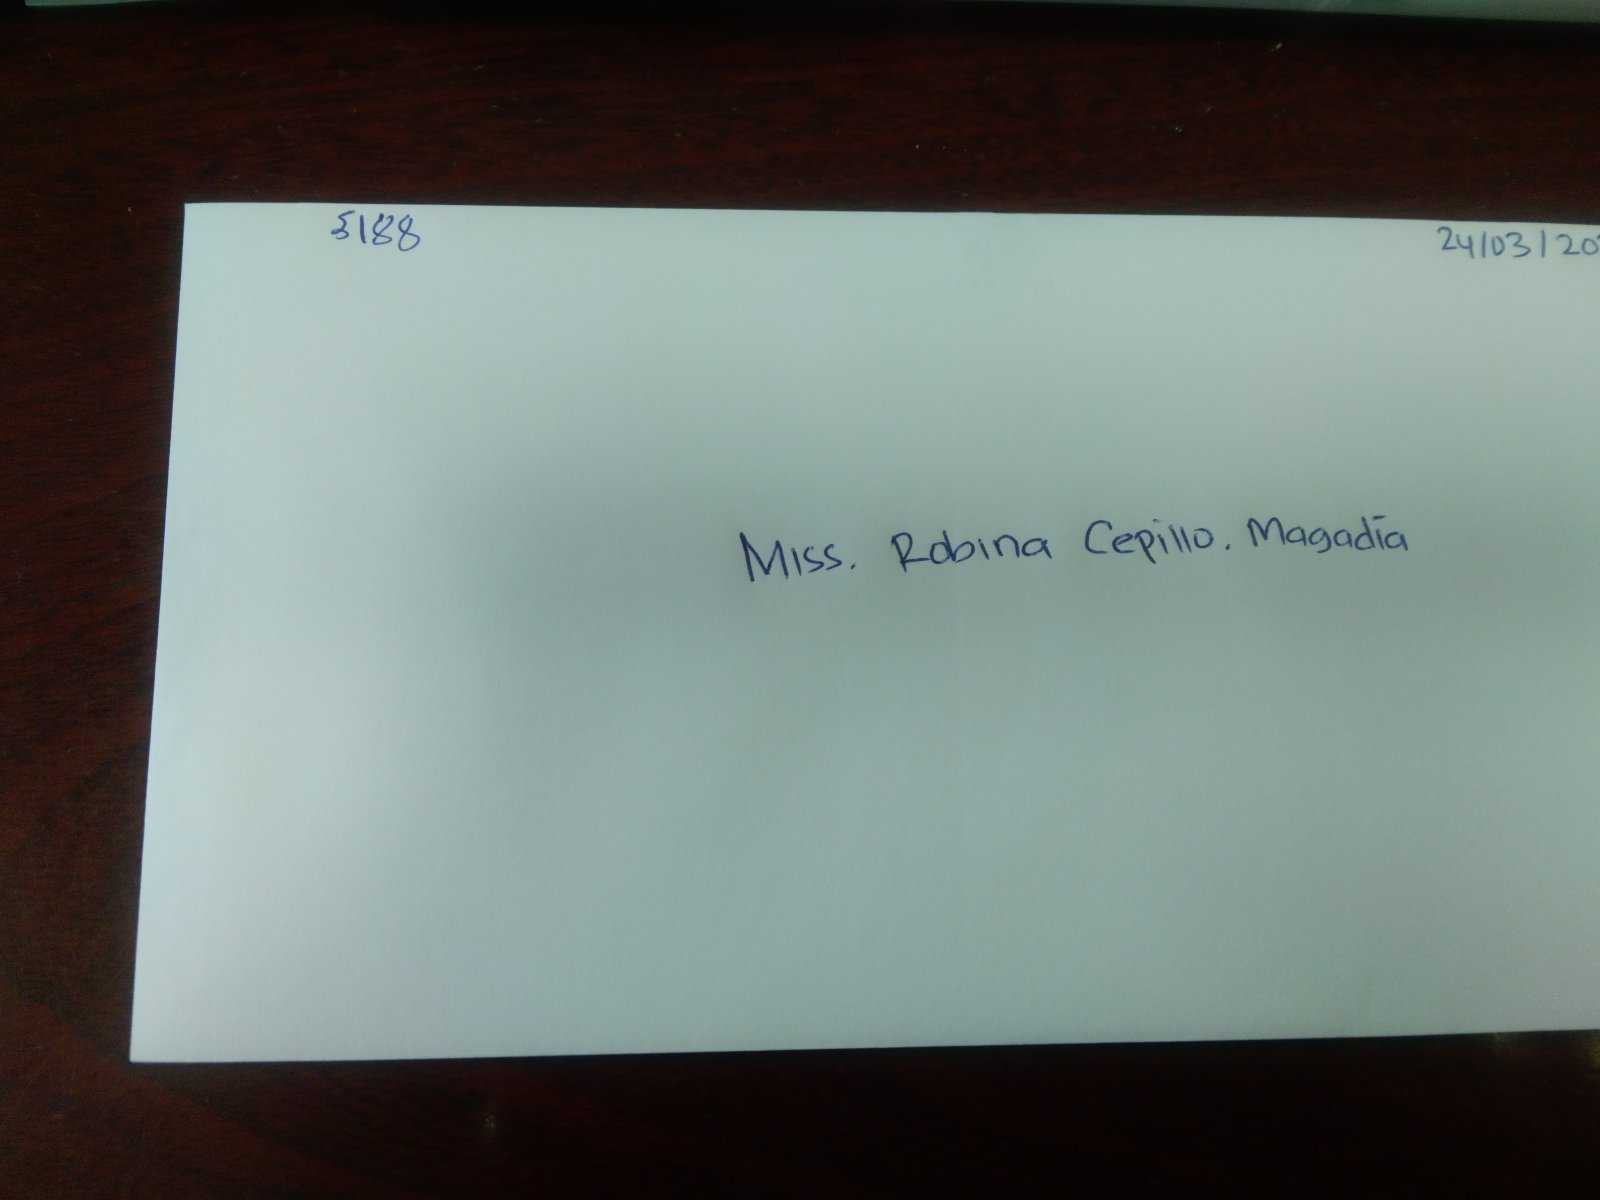 5188
24/03/20
Miss. Robina Cepillo. Magadia